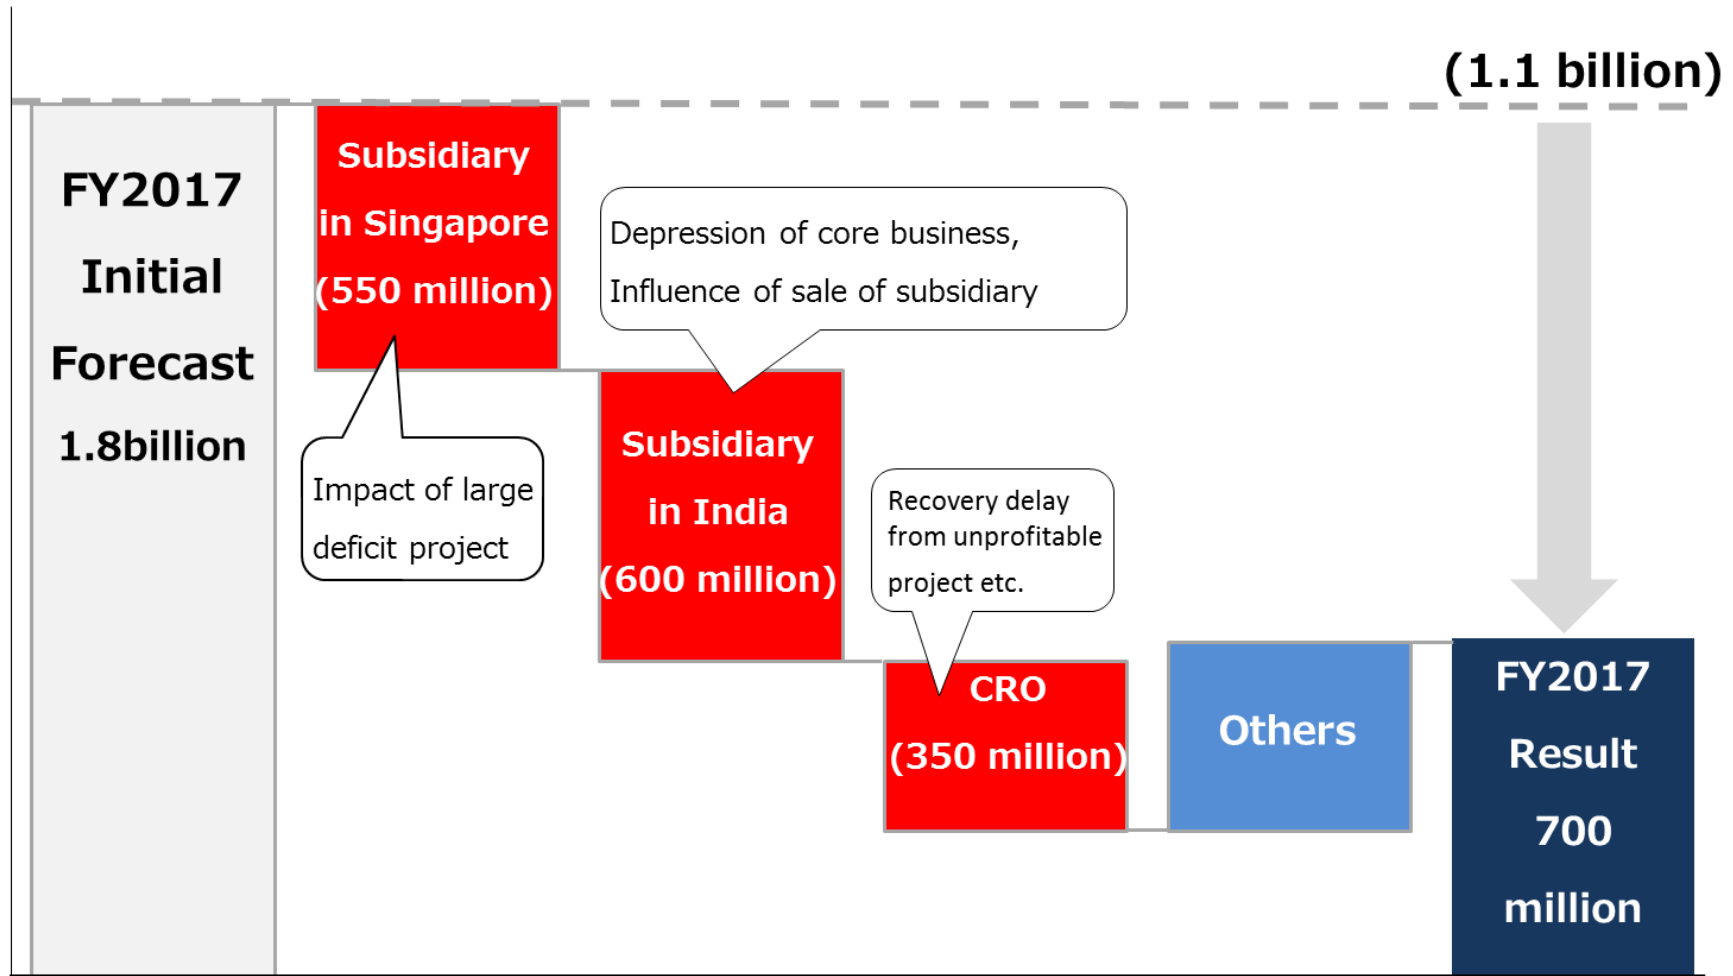 (1.1 billion)
FY2017
Initial
Forecast
1.8billion
Subsidiary
in Singapore
(550 million)
Impact of large
deficit project
Depression of core business,
Influence of sale of subsidiary
Subsidiary
in India
(600 million)
Recovery delay
from unprofitable
project etc.
CRO
(350 million)
Others
FY2017
Result
700
million